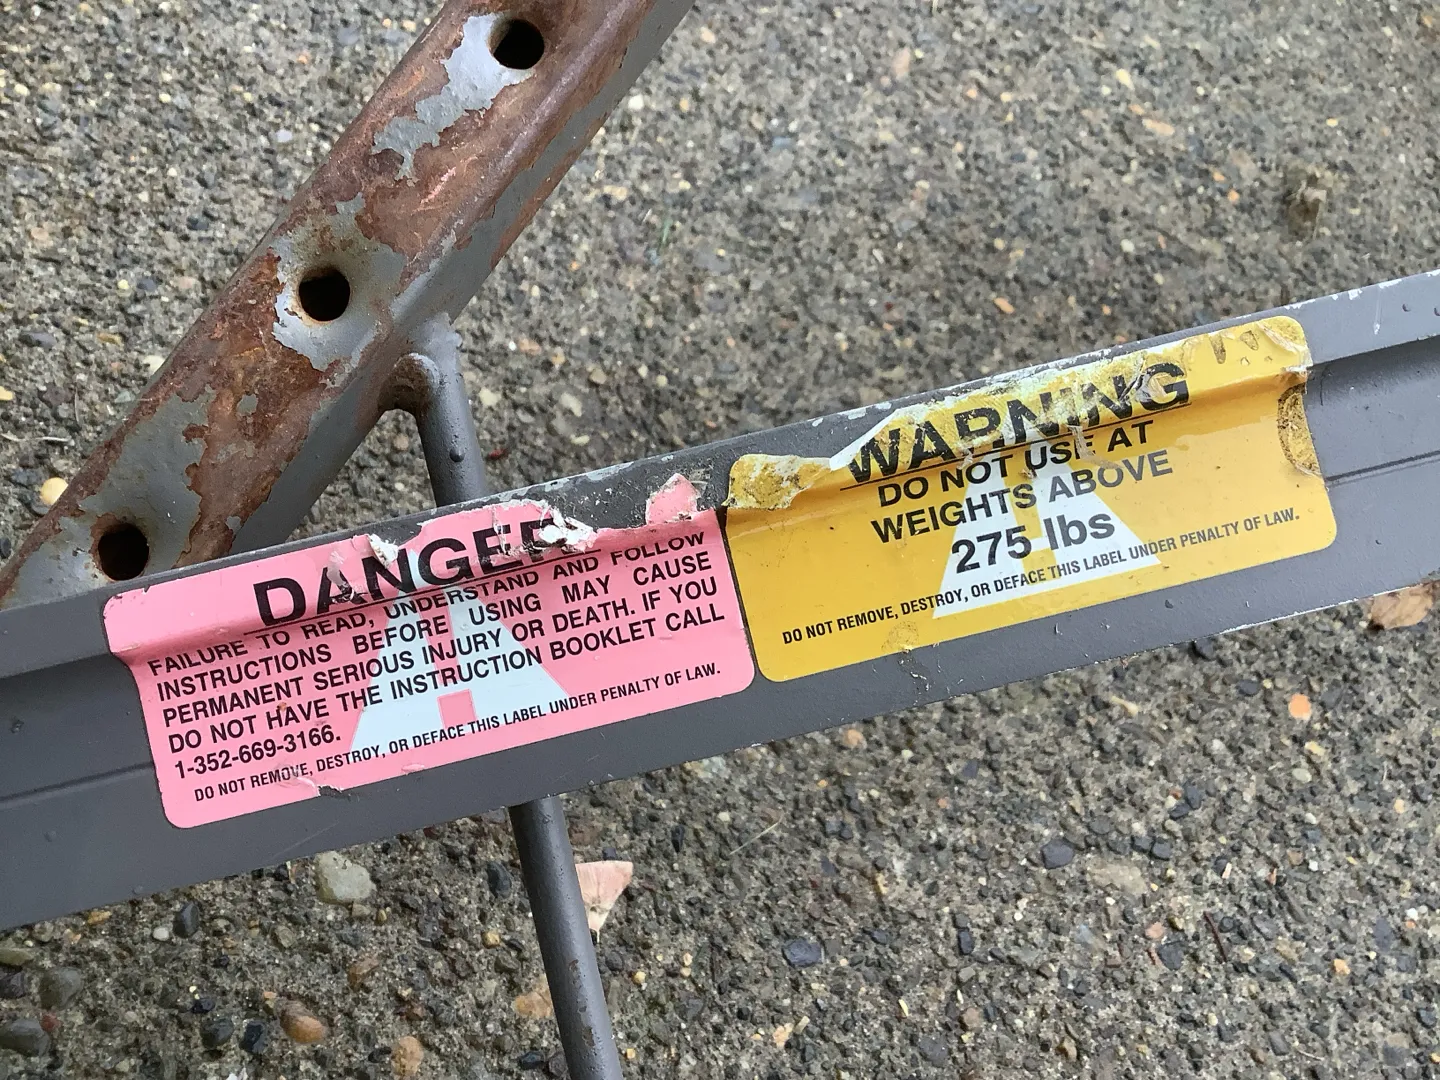 DANGER
FAILURE TO READ, UNDERSTAND AND FOLLOW
INSTRUCTIONS BEFORE USING MAY CAUSE
PERMANENT SERIOUS INJURY OR DEATH. IF YOU
DO NOT HAVE THE INSTRUCTION BOOKLET CALL
1-352-669-3166.
DO NOT REMOVE, DESTROY, OR DEFACE THIS LABEL UNDER PENALTY OF LAW.
WARNING
DO NOT USE AT
WEIGHTS ABOVE
275 lbs
DO NOT REMOVE, DESTROY, OR DEFACE THIS LABEL UNDER PENALTY OF LAW.